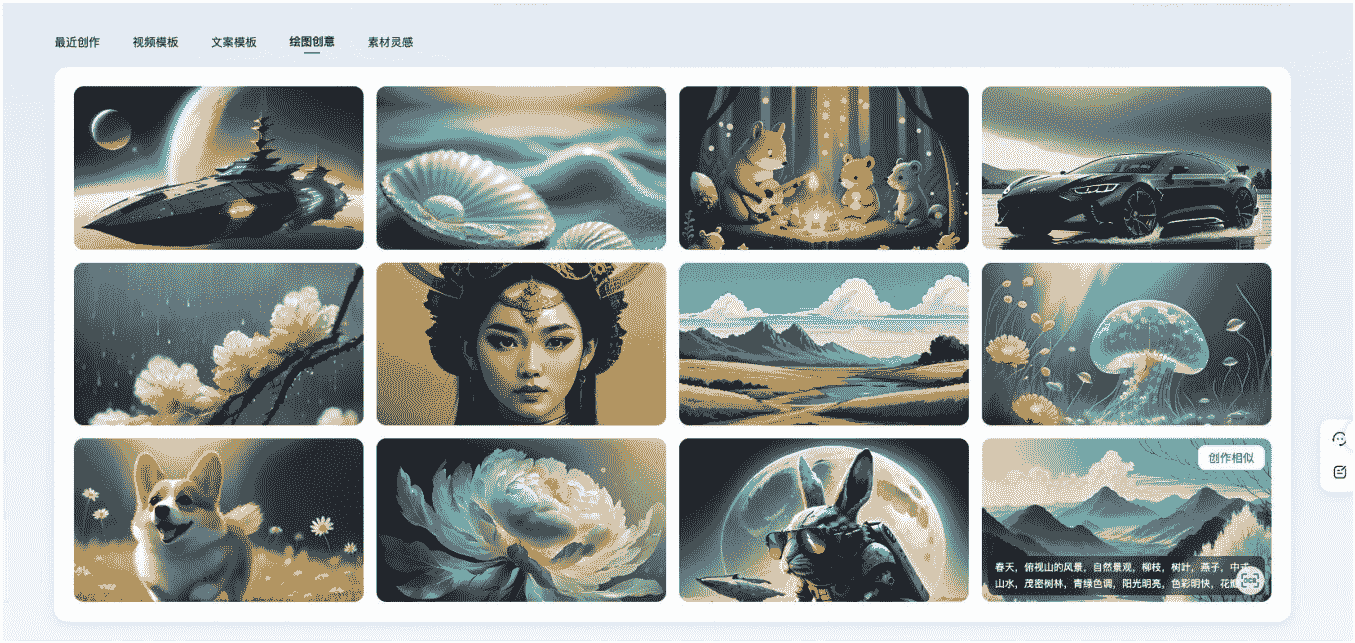 最近创作
视频模板
文案模板
绘图创意
素材灵感
创作相似
春天，俯视山的风景，自然景观，柳枝，树叶，燕子，中式
山水，茂密树林，青绿色调，阳光明亮，色彩明快，花